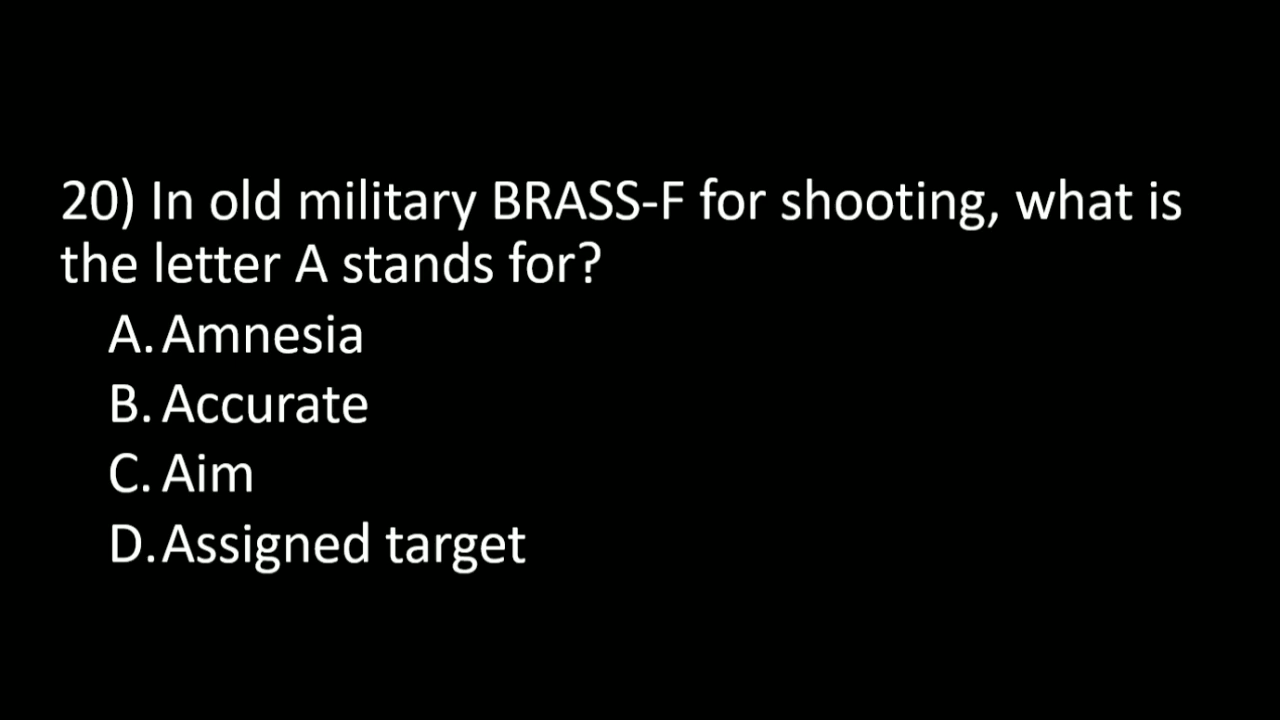 20) In old military BRASS-F for shooting, what is
the letter A stands for?
A. Amnesia
B. Accurate
C. Aim
D. Assigned target